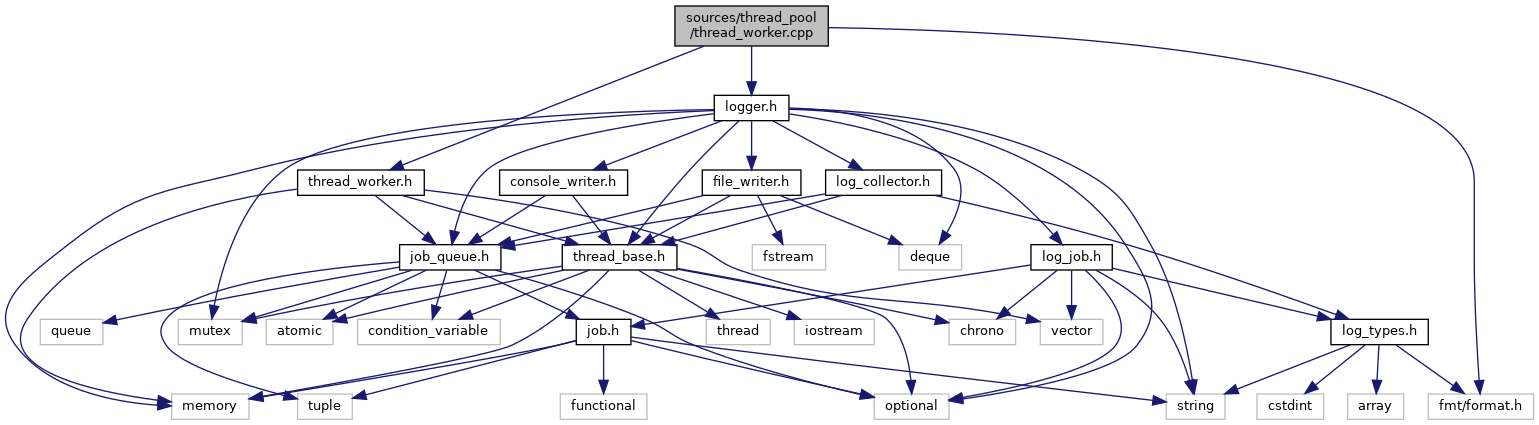 sources/thread_pool
/thread_worker.cpp
logger.h
thread_worker.h
console_writer.h
file_writer.h
log_collector.h
job_queue.h
thread_base.h
fstream
deque
log_job.h
queue
mutex
atomic
condition_variable
job.h
thread
iostream
chrono
vector
log_types.h
memory
tuple
functional
optional
string
cstdint
array
fmt/format.h